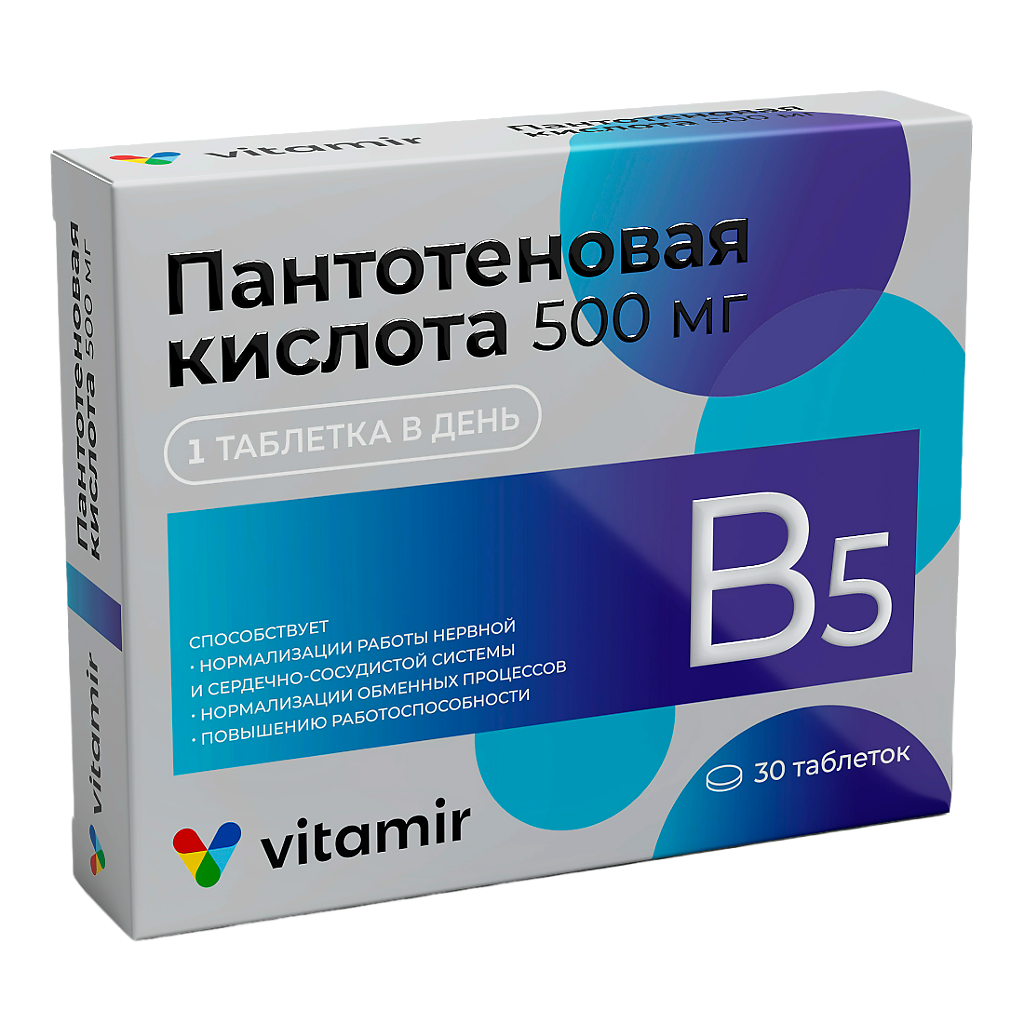 vitamir
Пантотеновая
кислота 500 мг
Пантотеновая
кислота 500 мг
vitamir
Пантотеновая
кислота 500 мг
1 ТАБЛЕТКА В ДЕНЬ
B5
СПОСОБСТВУЕТ
• НОРМАЛИЗАЦИИ РАБОТЫ НЕРВНОЙ
И СЕРДЕЧНО-СОСУДИСТОЙ СИСТЕМЫ
• НОРМАЛИЗАЦИИ ОБМЕННЫХ ПРОЦЕССОВ
• ПОВЫШЕНИЮ РАБОТОСПОСОБНОСТИ
30 таблеток
vitamir